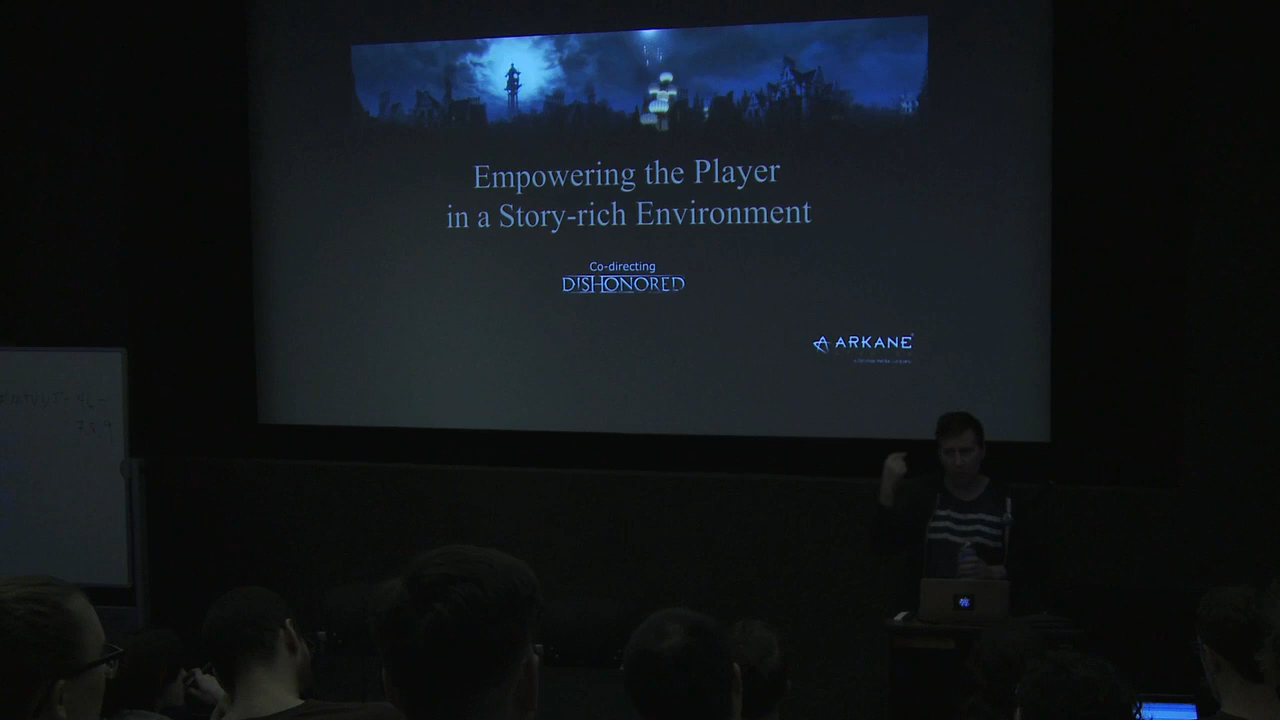 Empowering the Player
in a Story-rich Environment
Co-directing
DISHONORED
ARKANE